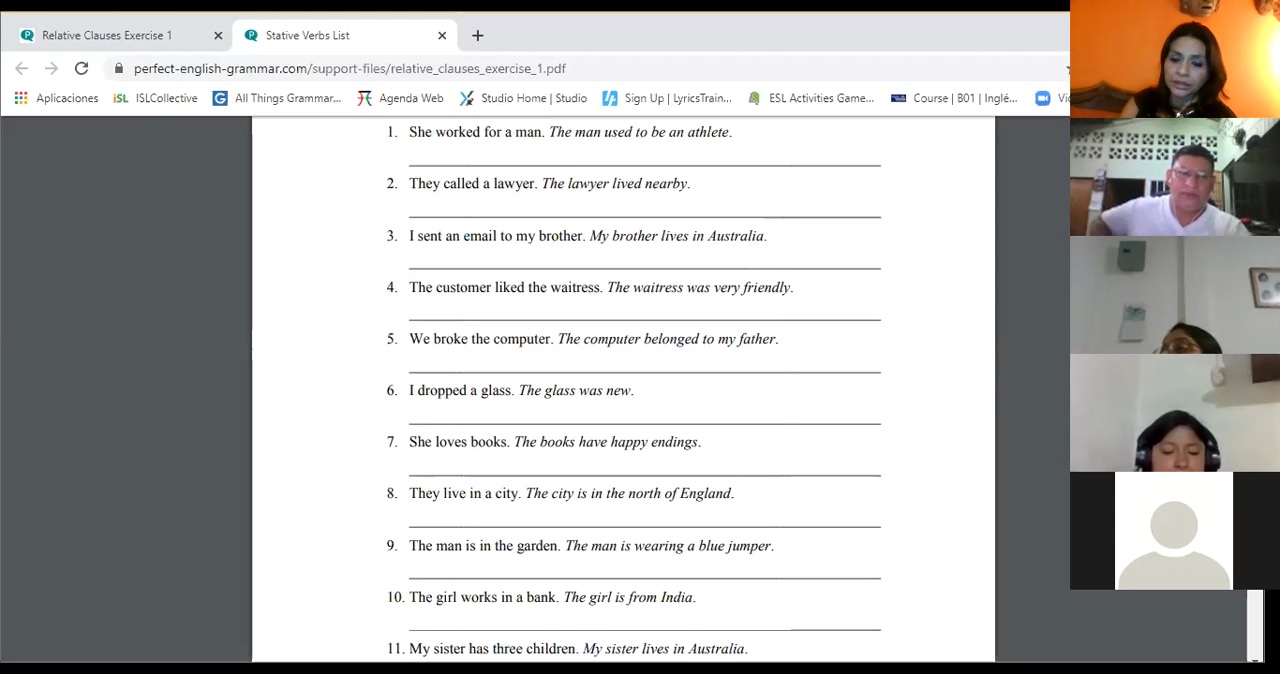 Relative Clauses Exercise 1
Stative Verbs List
perfect-english-grammar.com/support-files/relative_clauses_exercise_1.pdf
Aplicaciones iSL ISLCollective All Things Grammar... Agenda Web Studio Home | Studio Sign Up | LyricsTrain... ESL Activities Game... Course | B01 | Inglé...
1. She worked for a man. The man used to be an athlete.
2. They called a lawyer. The lawyer lived nearby.
3. I sent an email to my brother. My brother lives in Australia.
4. The customer liked the waitress. The waitress was very friendly.
5. We broke the computer. The computer belonged to my father.
6. I dropped a glass. The glass was new.
7. She loves books. The books have happy endings.
8. They live in a city. The city is in the north of England.
9. The man is in the garden. The man is wearing a blue jumper.
10. The girl works in a bank. The girl is from India.
11. My sister has three children. My sister lives in Australia.